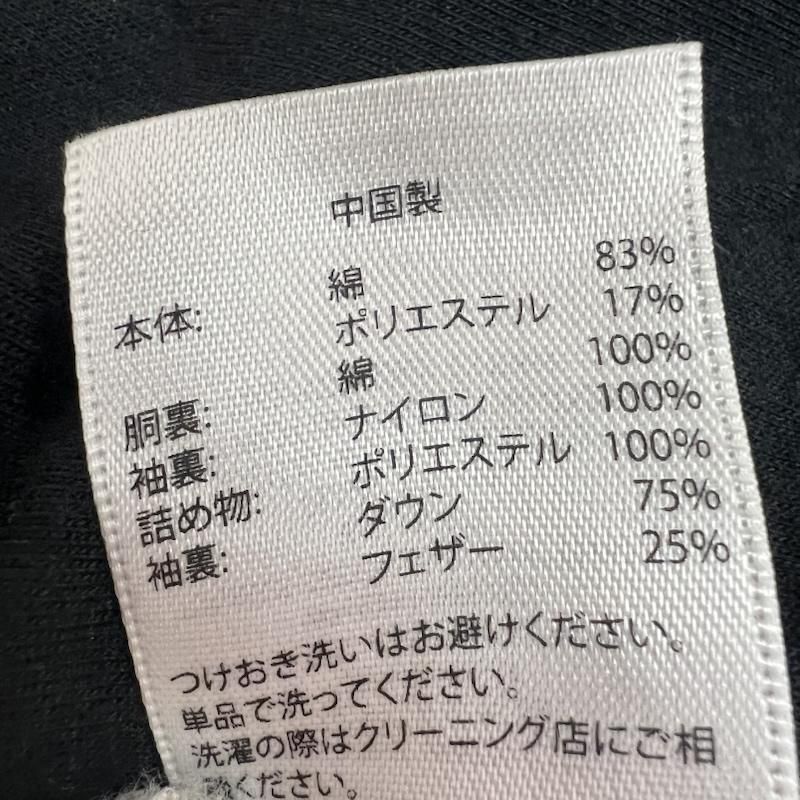 中国製
本体: 綿 83%
ポリエステル 17%
胴裏: 綿 100%
袖裏: ナイロン 100%
詰め物: ポリエステル 100%
袖裏: ダウン 75%
フェザー 25%
つけおき洗いはお避けください。
単品で洗ってください。
洗濯の際はクリーニング店にご相
ください。